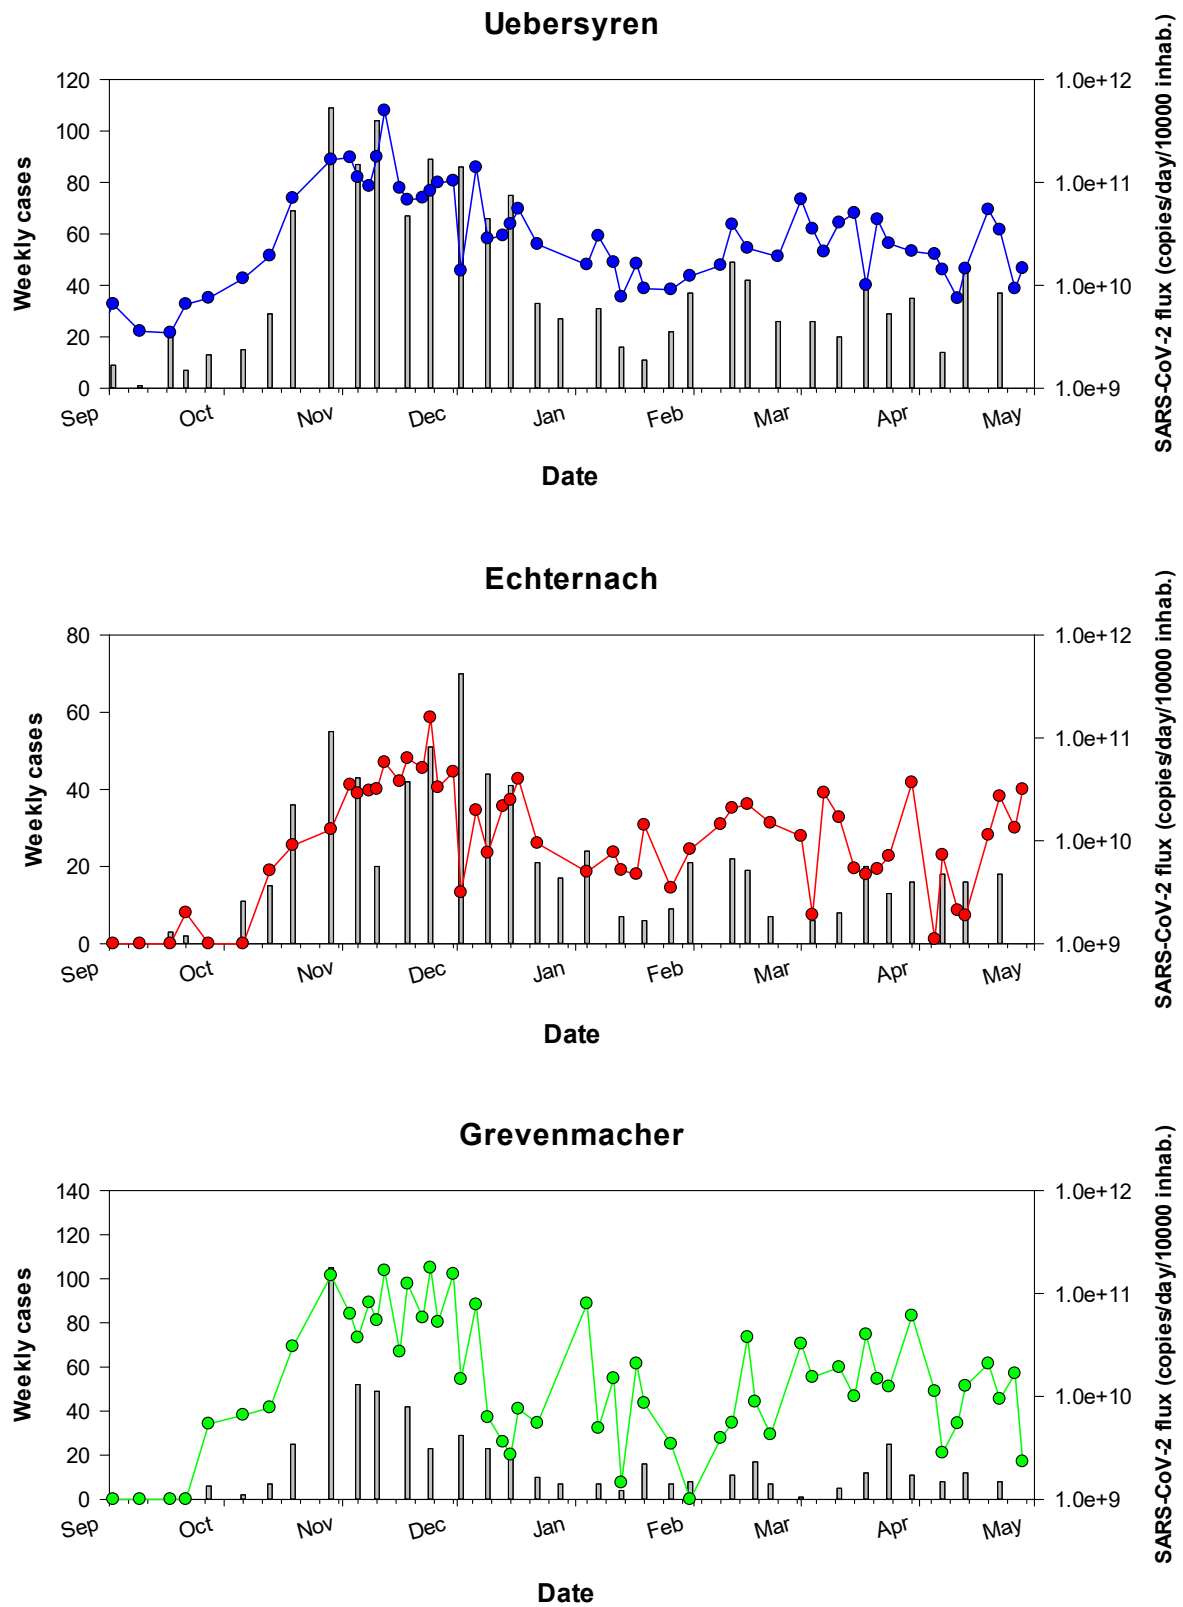 Uebersyren
120
100
80
60
40
20
0
Weekly cases
1.0e+12
1.0e+11
1.0e+10
1.0e+9
SARS-CoV-2 flux (copies/day/10000 inhab.)
Sep Oct Nov Dec Jan Feb Mar Apr May
Date
Echternach
80
60
40
20
0
Weekly cases
1.0e+12
1.0e+11
1.0e+10
1.0e+9
SARS-CoV-2 flux (copies/day/10000 inhab.)
Sep Oct Nov Dec Jan Feb Mar Apr May
Date
Grevenmacher
140
120
100
80
60
40
20
0
Weekly cases
1.0e+12
1.0e+11
1.0e+10
1.0e+9
SARS-CoV-2 flux (copies/day/10000 inhab.)
Sep Oct Nov Dec Jan Feb Mar Apr May
Date